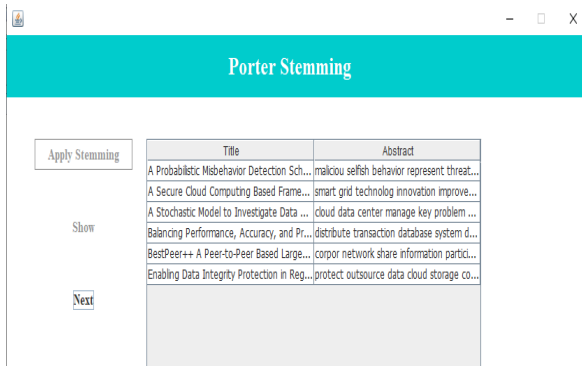 Porter Stemming
Apply Stemming
Show
Next
Title Abstract
A Probabilistic Misbehavior Detection Sch... maliciou selfish behavior represent threat...
A Secure Cloud Computing Based Frame... smart grid technolog innovation improve...
A Stochastic Model to Investigate Data ... cloud data center manage key problem ...
Balancing Performance, Accuracy, and Pr... distribute transaction database system d...
BestPeer++ A Peer-to-Peer Based Large... corpor network share information partici...
Enabling Data Integrity Protection in Reg... protect outsource data cloud storage co...